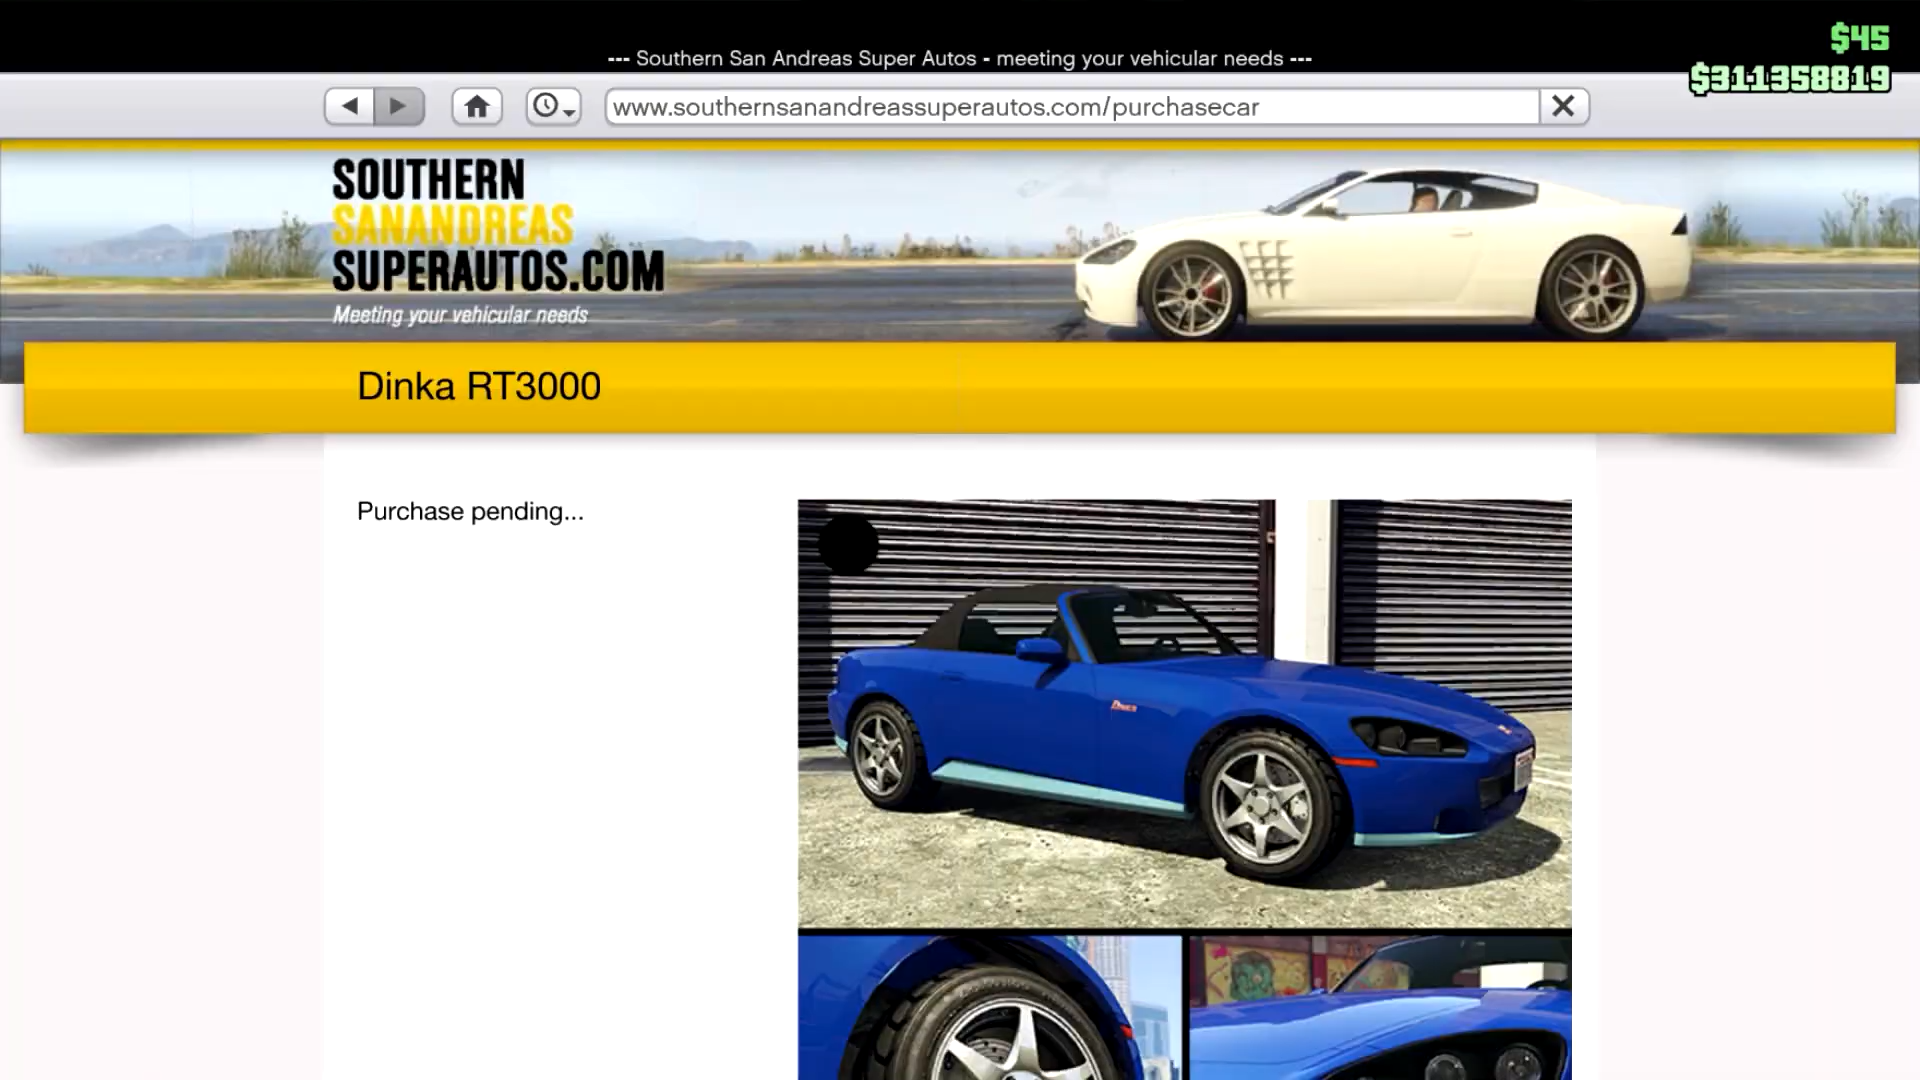 $45
--- Southern San Andreas Super Autos - meeting your vehicular needs ---
$311358819
www.southernsanandreassuperautos.com/purchasecar
SOUTHERN
SANANDREAS
SUPERAUTOS.COM
Meeting your vehicular needs
Dinka RT3000
Purchase pending...